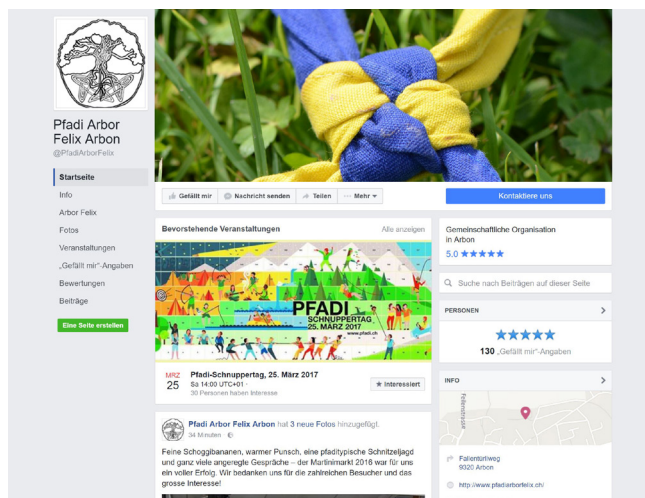 Pfadi Arbor
Felix Arbon
@PfadiArborFelix
Startseite
Info
Arbor Felix
Fotos
Veranstaltungen
„Gefällt mir“-Angaben
Bewertungen
Beiträge
Eine Seite erstellen
Gefällt mir
Nachricht senden
Teilen
Mehr
Kontaktiere uns
Bevorstehende Veranstaltungen
Alle anzeigen
PFADI
SCHNUPPERTAG
25. MÄRZ 2017
www.pfadi.ch
MRZ
25
Pfadi-Schnuppertag, 25. März 2017
Sa 14:00 UTC+01 ·
30 Personen haben Interesse
Interessiert
Pfadi Arbor Felix Arbon hat 3 neue Fotos hinzugefügt.
34 Minuten
Feine Schoggibananen, warmer Punsch, eine pfaditypische Schnitzeljagd
und ganz viele angeregte Gespräche – der Martinimarkt 2016 war für uns
ein voller Erfolg. Wir bedanken uns für die zahlreichen Besucher und das
grosse Interesse!
Gemeinschaftliche Organisation
in Arbon
5.0
Suche nach Beiträgen auf dieser Seite
PERSONEN
130 „Gefällt mir“-Angaben
INFO
Fallentürliweg
9320 Arbon
http://www.pfadiarborfelix.ch/